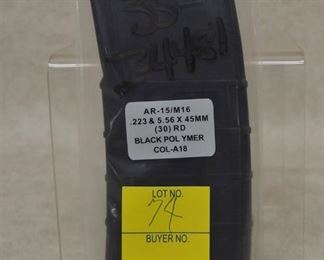 AR-15/M16
.223 & 5.56 X 45MM
(30) RD
BLACK POLYMER
COL-A18
LOT NO.
74
BUYER NO.